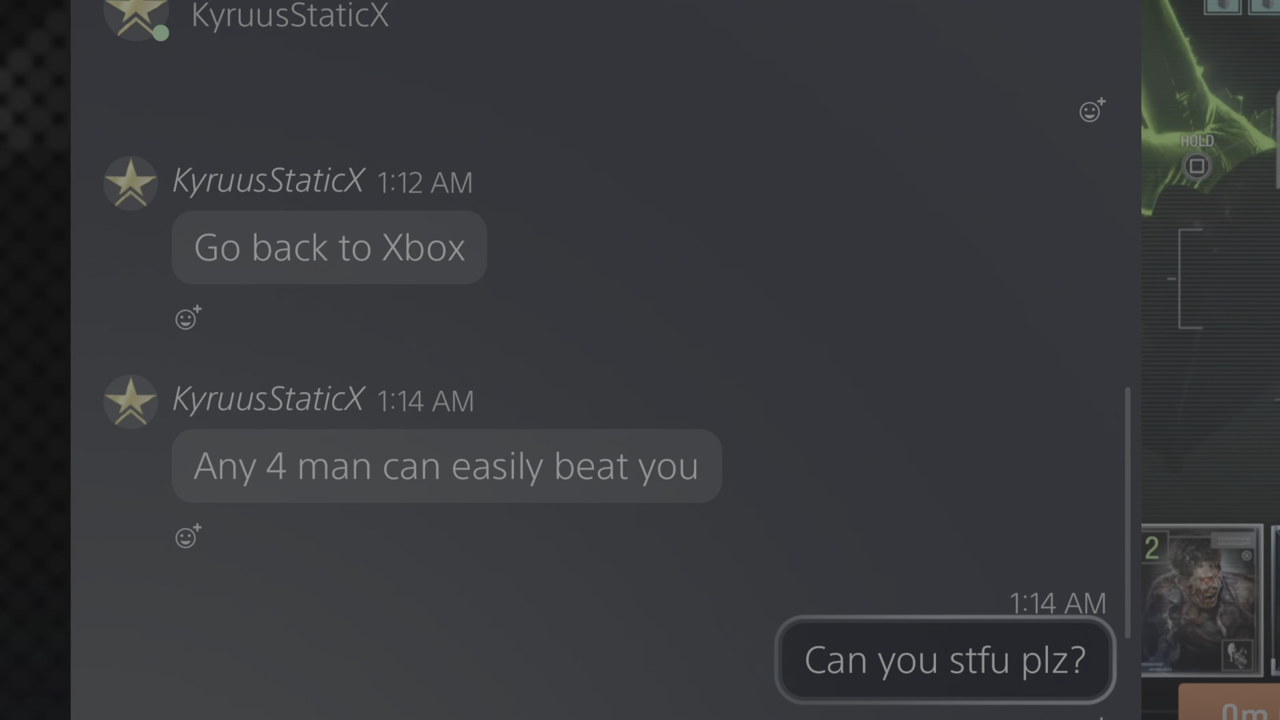 KyruusStaticX
HOLD
KyruusStaticX 1:12 AM
Go back to Xbox
KyruusStaticX 1:14 AM
Any 4 man can easily beat you
2
1:14 AM
Can you stfu plz?
0m